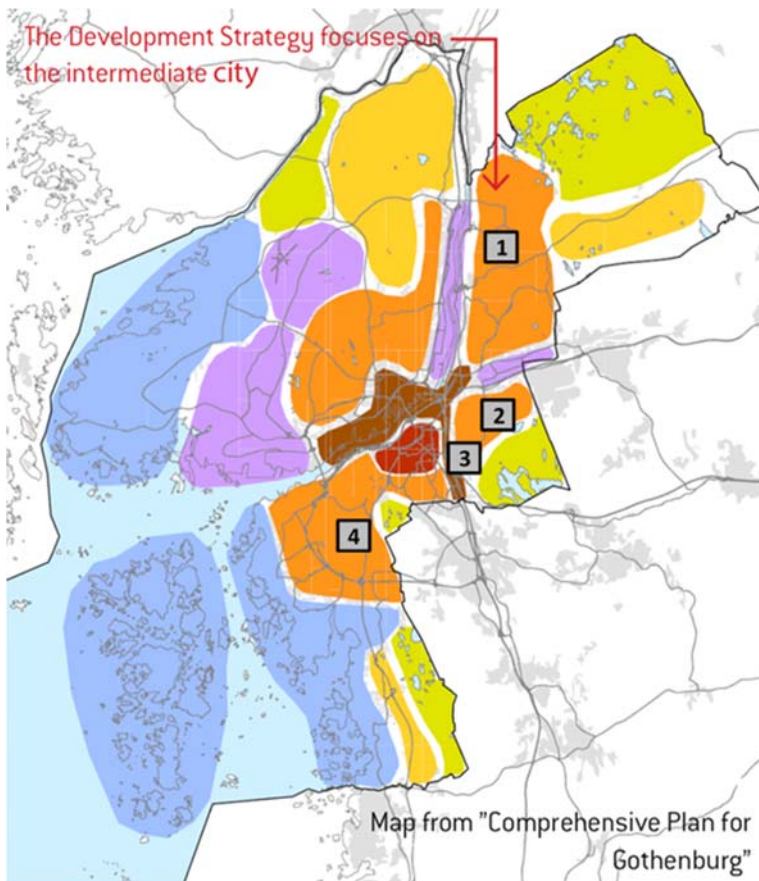 The Development Strategy focuses on
the intermediate city
1
2
3
4
Map from "Comprehensive Plan for
Gothenburg"